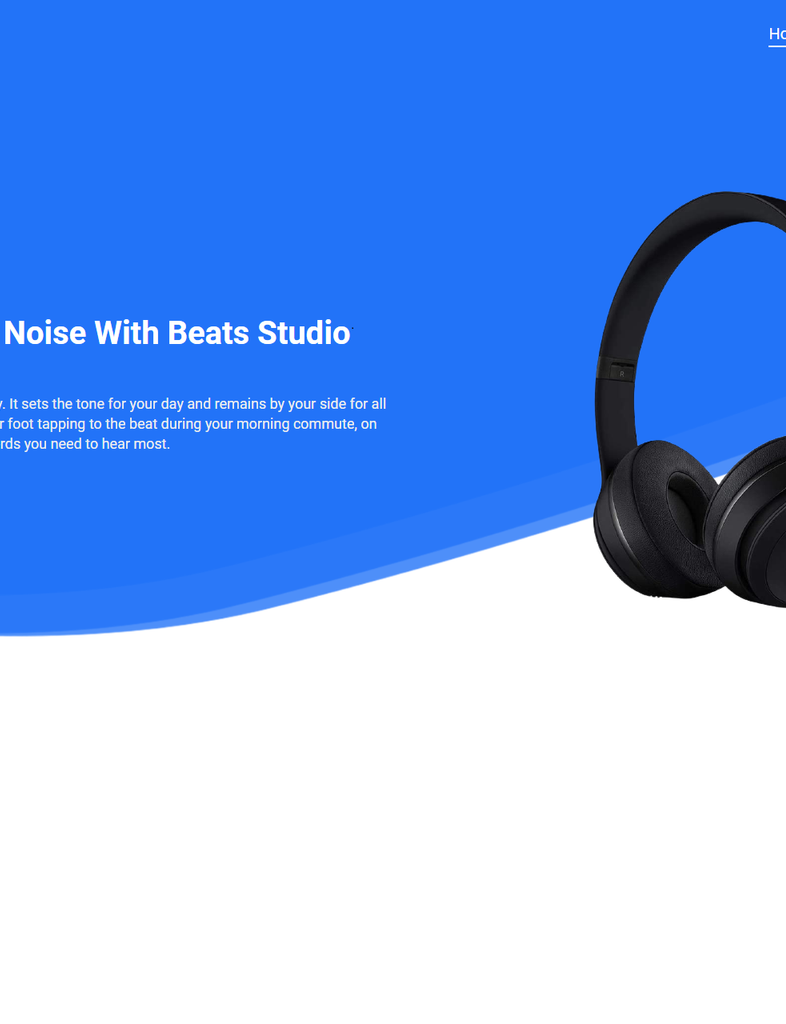 Ho
Noise With Beats Studio
. It sets the tone for your day and remains by your side for all
r foot tapping to the beat during your morning commute, on
rds you need to hear most.